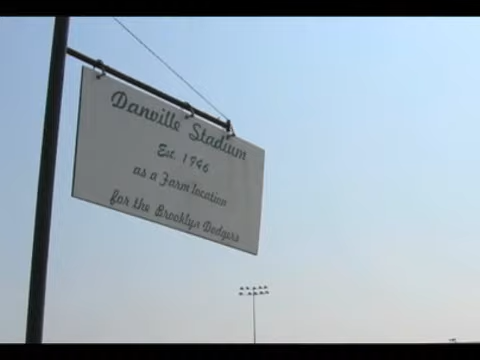 Danville Stadium
Est. 1946
as a Farm location
for the Brooklyn Dodgers